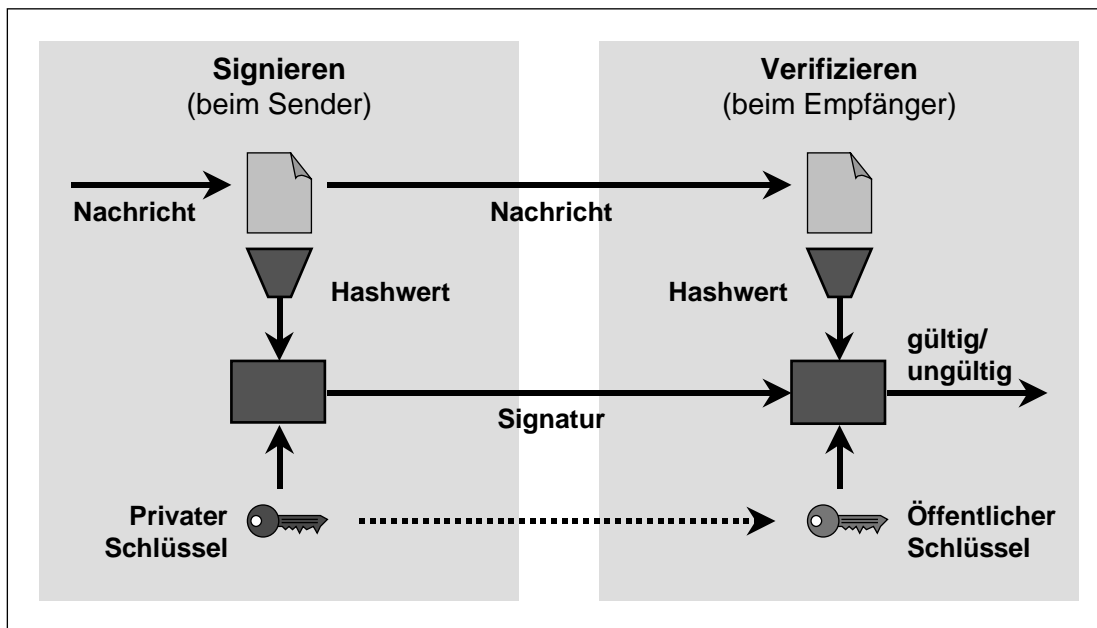 Signieren
(beim Sender)
Verifizieren
(beim Empfänger)
Nachricht
Nachricht
Hashwert
Hashwert
gültig/
ungültig
Signatur
Privater
Schlüssel
Öffentlicher
Schlüssel